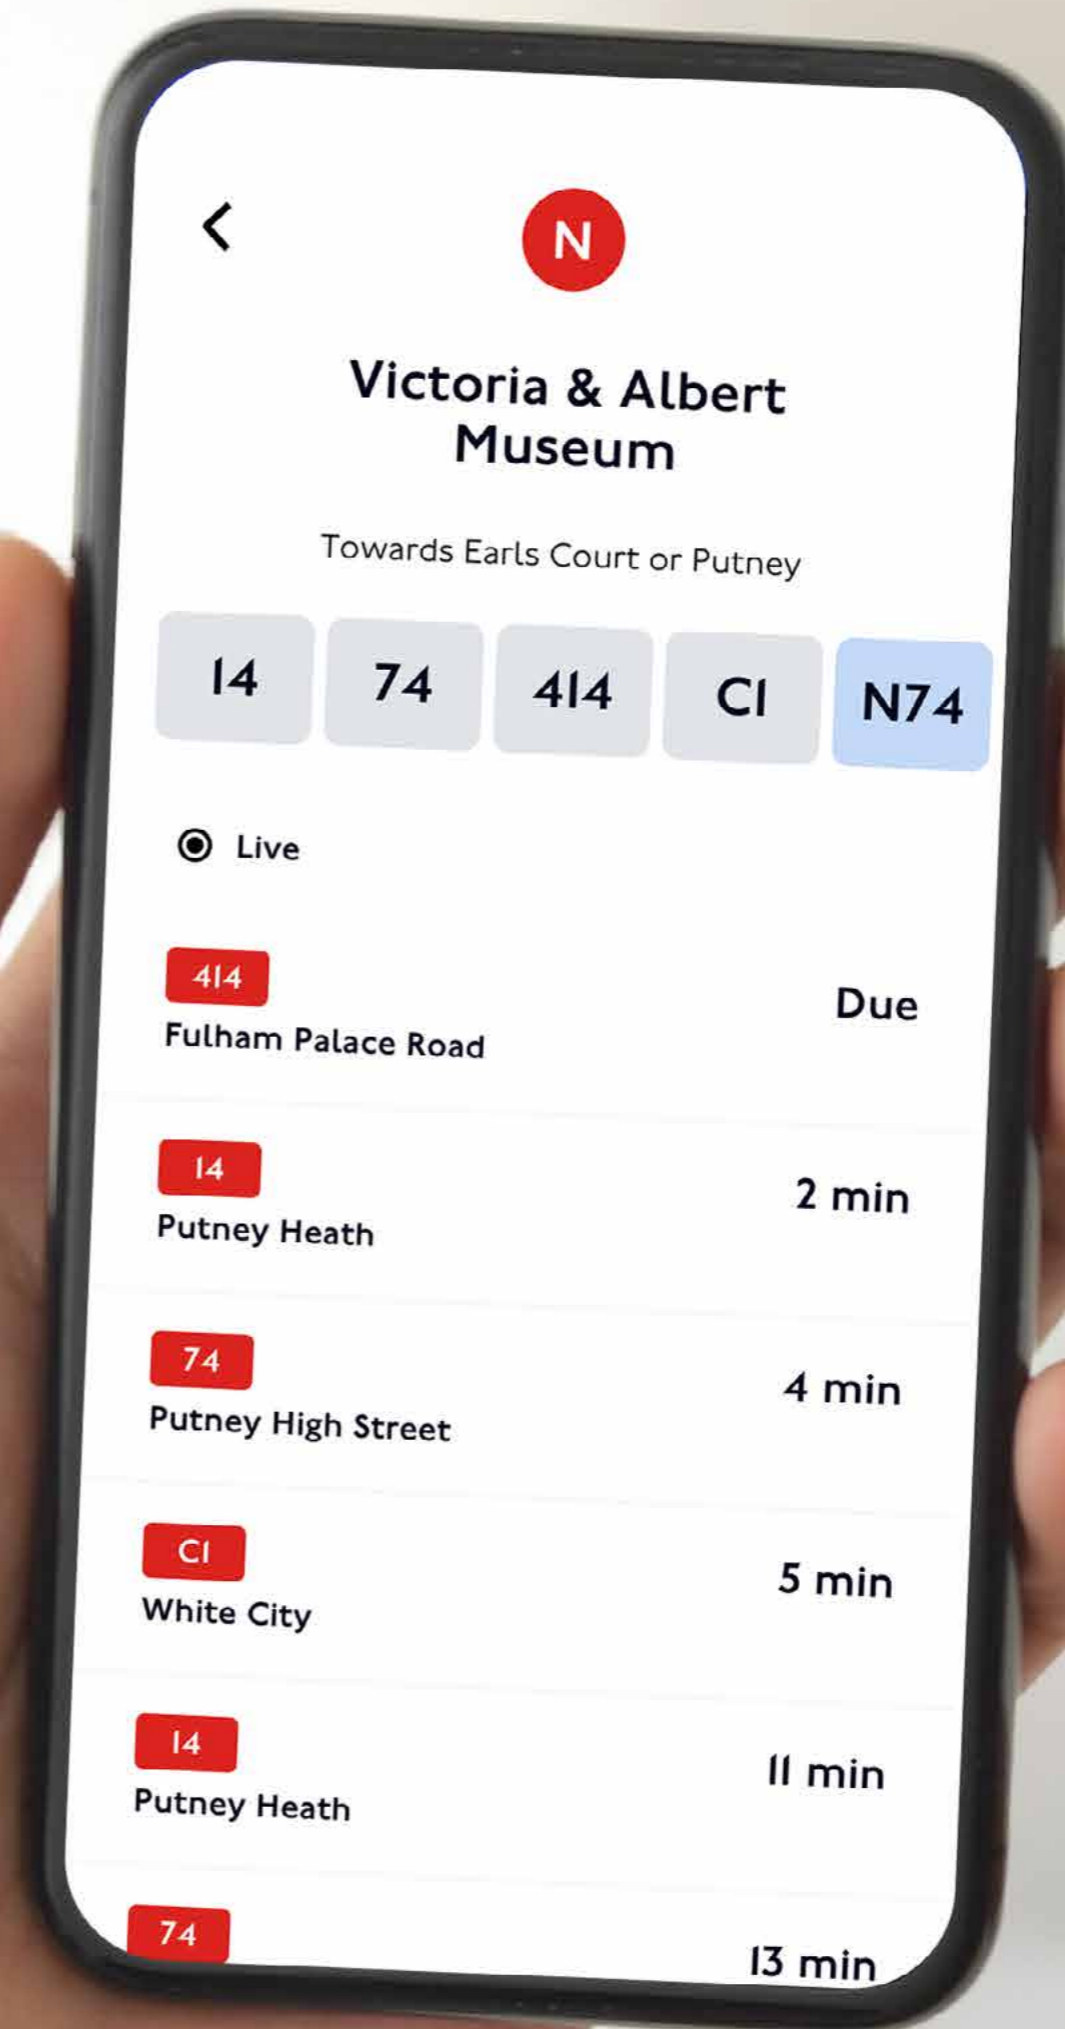 N
Victoria & Albert
Museum
Towards Earls Court or Putney
14 74 414 C1 N74
Live
414
Fulham Palace Road
Due
14
Putney Heath
2 min
74
Putney High Street
4 min
C1
White City
5 min
14
Putney Heath
11 min
74
13 min